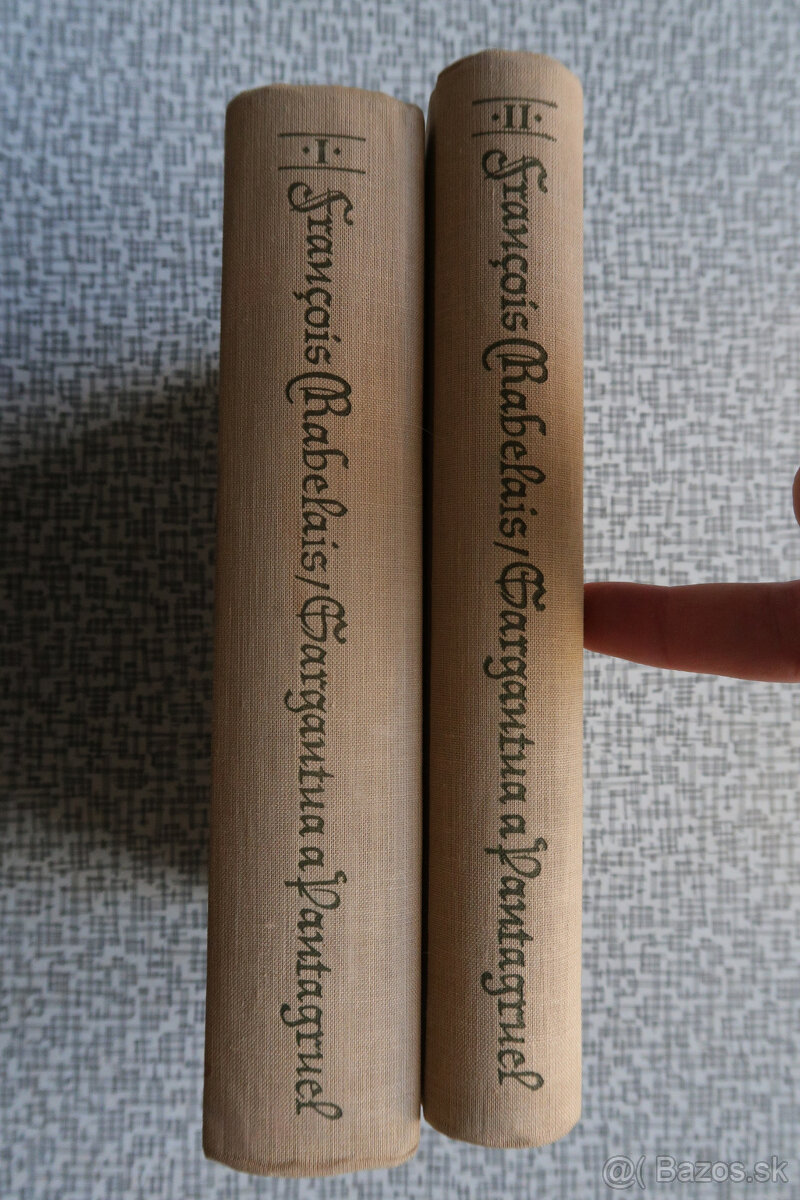 ·I·
François Rabelais/Gargantua a Pantagruel
·II·
François Rabelais/Gargantua a Pantagruel
@( Bazos.sk